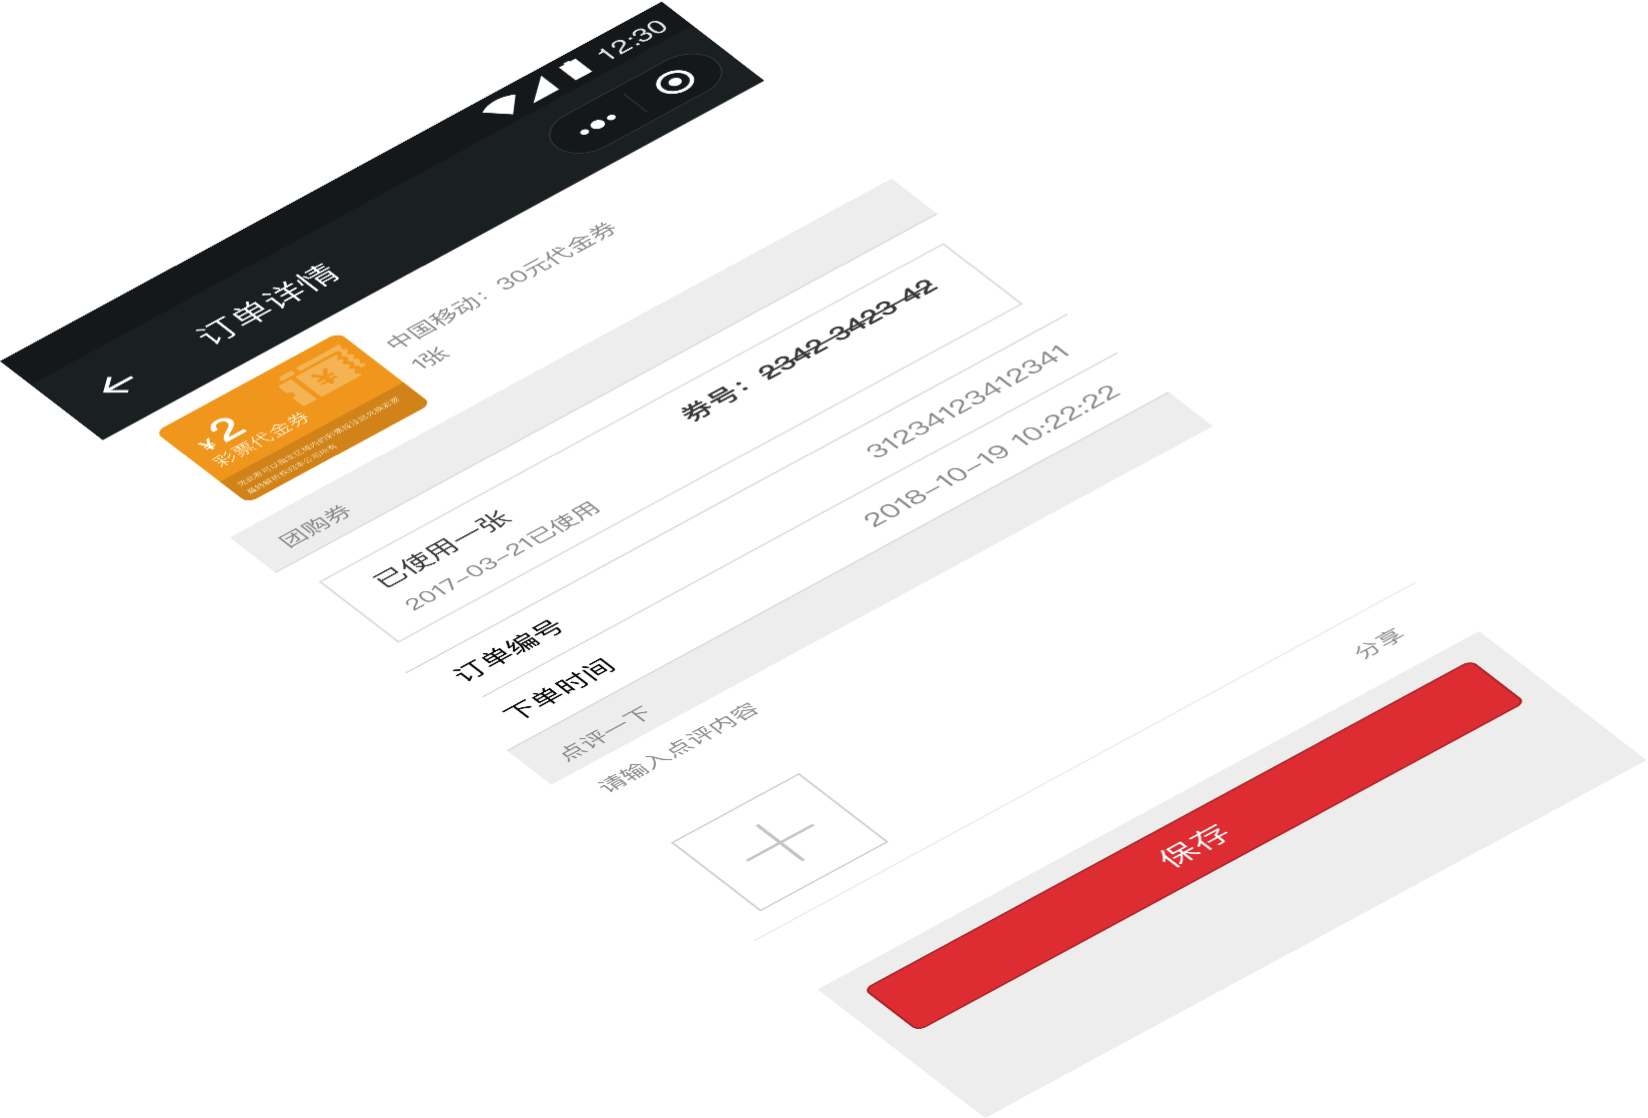 12:30
订单详情
中国移动：30元代金券
1张
¥2
彩票代金券
团购券
已使用一张
券号：2342 3423 42
2017-03-21已使用
订单编号
31234123412341
下单时间
2018-10-19 10:22:22
点评一下
请输入点评内容
分享
保存